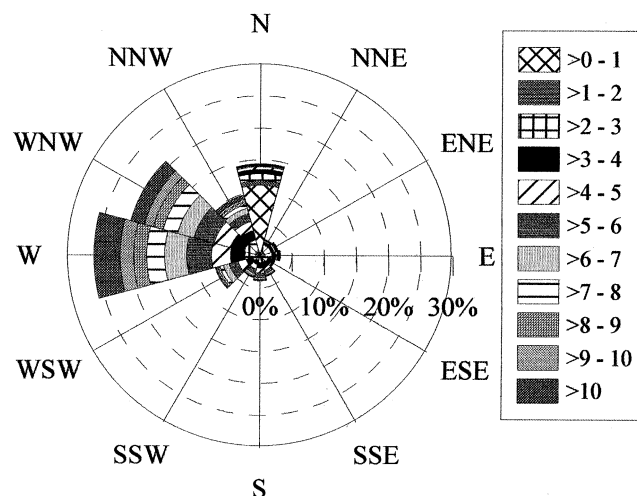 N
NNW NNE
WNW ENE
W E
0% 10% 20% 30%
WSW ESE
SSW SSE
S
>0 - 1
>1 - 2
>2 - 3
>3 - 4
>4 - 5
>5 - 6
>6 - 7
>7 - 8
>8 - 9
>9 - 10
>10